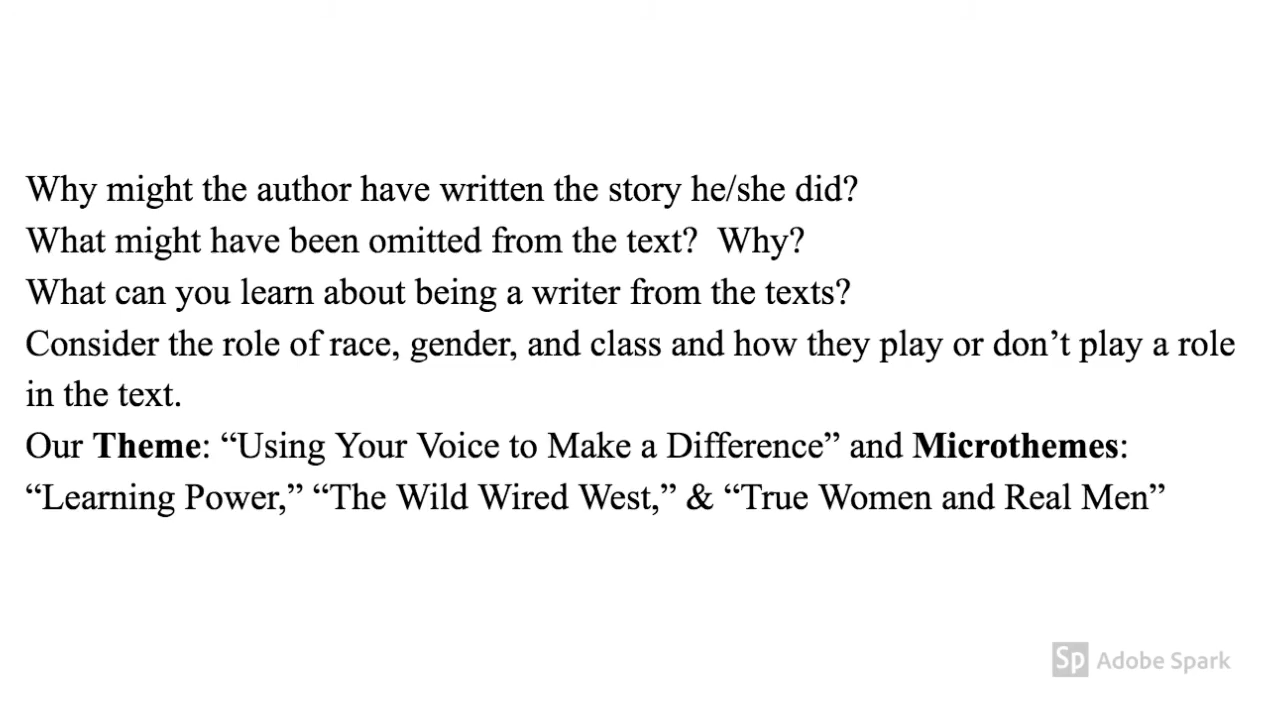 Why might the author have written the story he/she did?
What might have been omitted from the text?  Why?
What can you learn about being a writer from the texts?
Consider the role of race, gender, and class and how they play or don’t play a role
in the text.
Our Theme: “Using Your Voice to Make a Difference” and Microthemes:
“Learning Power,” “The Wild Wired West,” & “True Women and Real Men”
Sp Adobe Spark